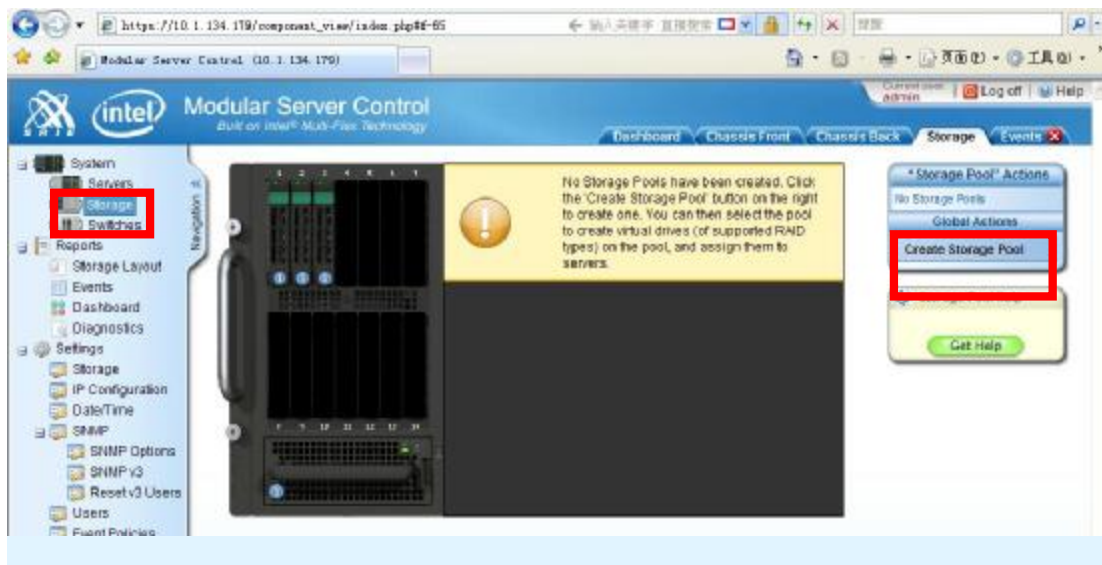 https://10.1.134.179/component_view/index.php#6-65
Modular Server Control (10.1.134.179)
页面(P)
工具(O)
intel
Modular Server Control
Built on Intel® Multi-Flex Technology
Current user:
admin
Log off
Help
Dashboard
Chassis Front
Chassis Back
Storage
Events
System
Servers
Storage
Switches
Reports
Storage Layout
Events
Dashboard
Diagnostics
Settings
Storage
IP Configuration
Date/Time
SNMP
SNMP Options
SNMP v3
Reset v3 Users
Users
Event Policies
Navigation
No Storage Pools have been created. Click
the 'Create Storage Pool' button on the right
to create one. You can then select the pool
to create virtual drives (of supported RAID
types) on the pool, and assign them to
servers.
"Storage Pool" Actions
No Storage Pools
Global Actions
Create Storage Pool
Get Help